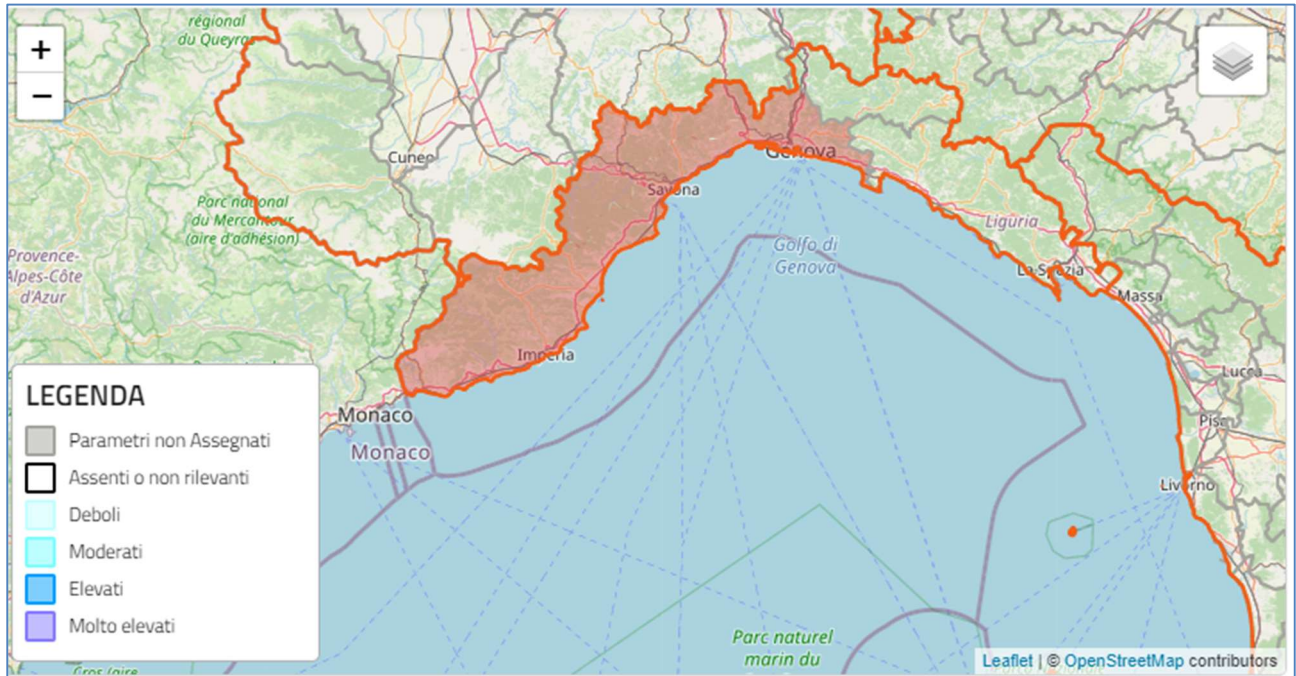 régional
du Queyra
+
−
Cuneo
Genova
Savona
Parc national
du Mercantour
(aire d'adhésion)
Provence-
Alpes-Côte
d'Azur
Golfo di
Genova
Liguria
La Spezia
Massa
Imperia
Lucca
Monaco
Monaco
Pisa
Livorno
LEGENDA
Parametri non Assegnati
Assenti o non rilevanti
Deboli
Moderati
Elevati
Molto elevati
Parc naturel
marin du
Leaflet | © OpenStreetMap contributors